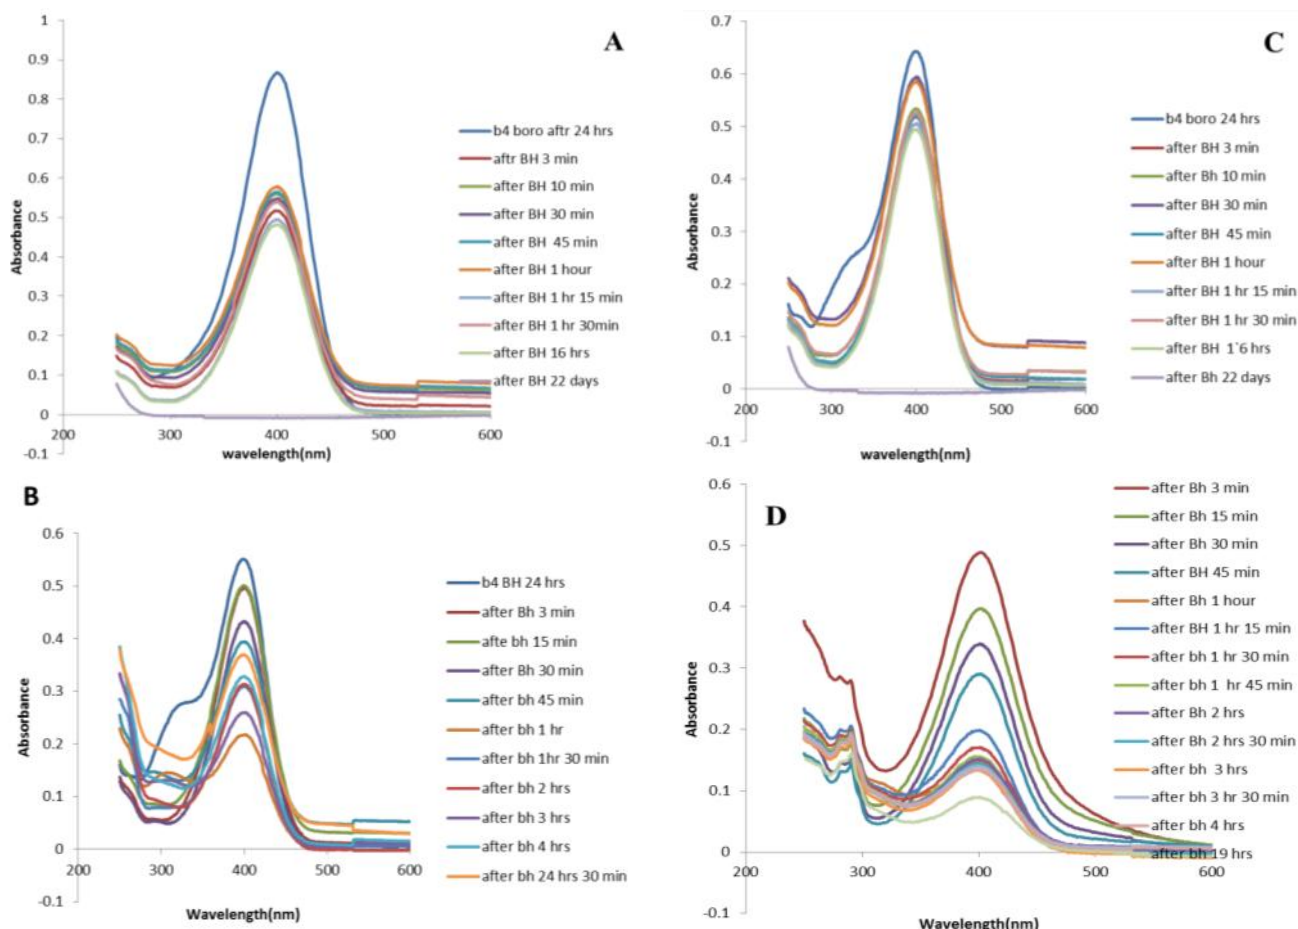 A
1
0.9
0.8
0.7
0.6
0.5
0.4
0.3
0.2
0.1
0
-0.1
200 300 400 500 600
Absorbance
wavelength(nm)
b4 boro aftr 24 hrs
aftr BH 3 min
after BH 10 min
after BH 30 min
after BH 45 min
after BH 1 hour
after BH 1 hr 15 min
after BH 1 hr 30min
after BH 16 hrs
after BH 22 days
C
0.7
0.6
0.5
0.4
0.3
0.2
0.1
0
-0.1
200 300 400 500 600
Absorbance
wavelength(nm)
b4 boro 24 hrs
after BH 3 min
after Bh 10 min
after BH 30 min
after BH 45 min
after BH 1 hour
after BH 1 hr 15 min
after BH 1 hr 30 min
after BH 1`6 hrs
after Bh 22 days
B
0.6
0.5
0.4
0.3
0.2
0.1
0
-0.1
200 300 400 500 600
Absorbance
Wavelength(nm)
b4 BH 24 hrs
after Bh 3 min
afte bh 15 min
after Bh 30 min
after bh 45 min
after bh 1 hr
after bh 1hr 30 min
after bh 2 hrs
after bh 3 hrs
after bh 4 hrs
after bh 24 hrs 30 min
D
0.6
0.5
0.4
0.3
0.2
0.1
0
-0.1
200 300 400 500 600
Absorbance
Wavelength(nm)
after Bh 3 min
after Bh 15 min
after Bh 30 min
after BH 45 min
after Bh 1 hour
after BH 1 hr 15 min
after bh 1 hr 30 min
after bh 1 hr 45 min
after Bh 2 hrs
after Bh 2 hrs 30 min
after bh 3 hrs
after bh 3 hr 30 min
after bh 4 hrs
after bh 19 hrs